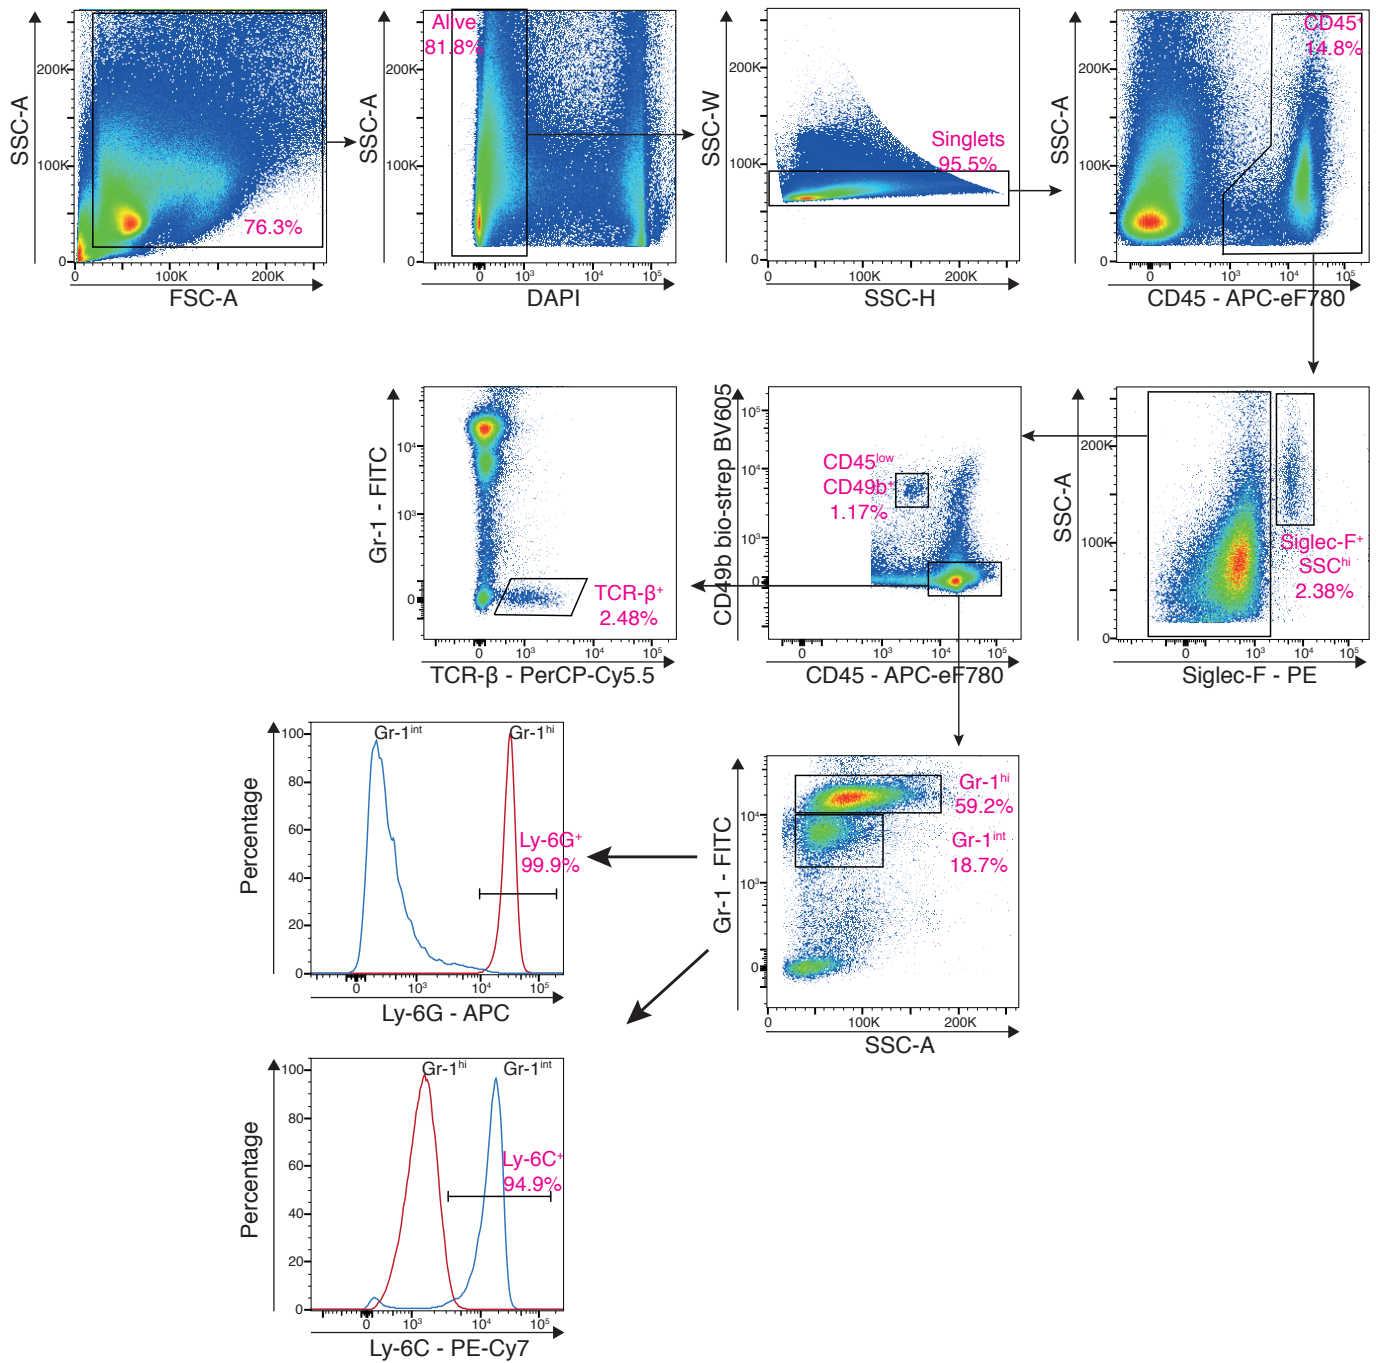 SSC-A
200K
100K
0
76.3%
0
100K
200K
FSC-A
SSC-A
200K
100K
0
Alive
81.8%
0
10³
10⁴
10⁵
DAPI
SSC-W
200K
100K
0
Singlets
95.5%
0
100K
200K
SSC-H
SSC-A
200K
100K
0
CD45⁺
14.8%
0
10³
10⁴
10⁵
CD45 - APC-eF780
Gr-1 - FITC
10⁴
10³
0
TCR-β⁺
2.48%
0
10³
10⁴
10⁵
TCR-β - PerCP-Cy5.5
CD49b bio-strep BV605
10⁵
10⁴
10³
0
CD45ˡᵒʷ
CD49b⁺
1.17%
0
10³
10⁴
10⁵
CD45 - APC-eF780
SSC-A
200K
100K
0
Siglec-F⁺
SSCʰⁱ
2.38%
0
10³
10⁴
10⁵
Siglec-F - PE
Percentage
100
80
60
40
20
0
Gr-1ⁱⁿᵗ
Gr-1ʰⁱ
Ly-6G⁺
99.9%
0
10³
10⁴
10⁵
Ly-6G - APC
Gr-1 - FITC
10⁴
10³
0
Gr-1ʰⁱ
59.2%
Gr-1ⁱⁿᵗ
18.7%
0
100K
200K
SSC-A
Percentage
100
80
60
40
20
0
Gr-1ʰⁱ
Gr-1ⁱⁿᵗ
Ly-6C⁺
94.9%
0
10³
10⁴
10⁵
Ly-6C - PE-Cy7